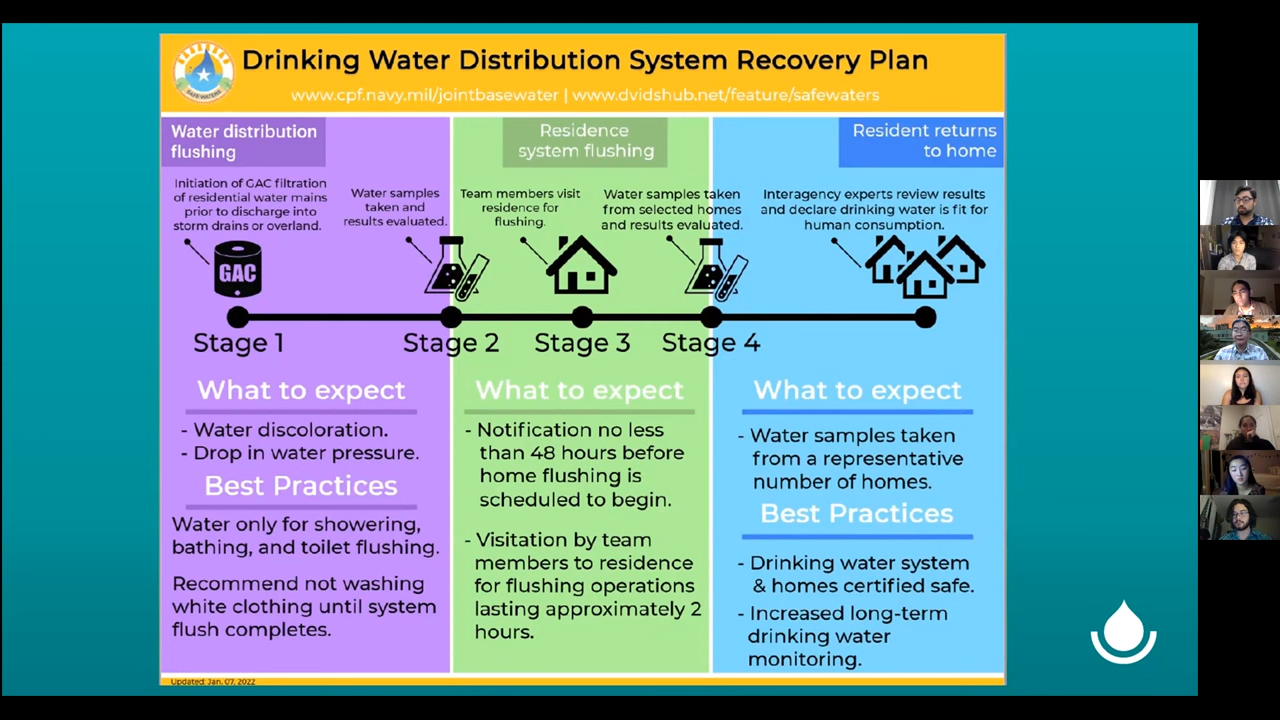 Drinking Water Distribution System Recovery Plan
www.cpf.navy.mil/jointbasewater | www.dvidshub.net/feature/safewaters
SAFE WATERS
Water distribution
flushing
Initiation of GAC filtration
of residential water mains
prior to discharge into
storm drains or overland.
Water samples
taken and
results evaluated.
GAC
Residence
system flushing
Team members visit
residence for
flushing.
Water samples taken
from selected homes
and results evaluated.
Resident returns
to home
Interagency experts review results
and declare drinking water is fit for
human consumption.
Stage 1
Stage 2
Stage 3
Stage 4
What to expect
- Water discoloration.
- Drop in water pressure.
Best Practices
Water only for showering,
bathing, and toilet flushing.
Recommend not washing
white clothing until system
flush completes.
What to expect
- Notification no less
than 48 hours before
home flushing is
scheduled to begin.
- Visitation by team
members to residence
for flushing operations
lasting approximately 2
hours.
What to expect
- Water samples taken
from a representative
number of homes.
Best Practices
- Drinking water system
& homes certified safe.
- Increased long-term
drinking water
monitoring.
Updated: Jan. 07, 2022